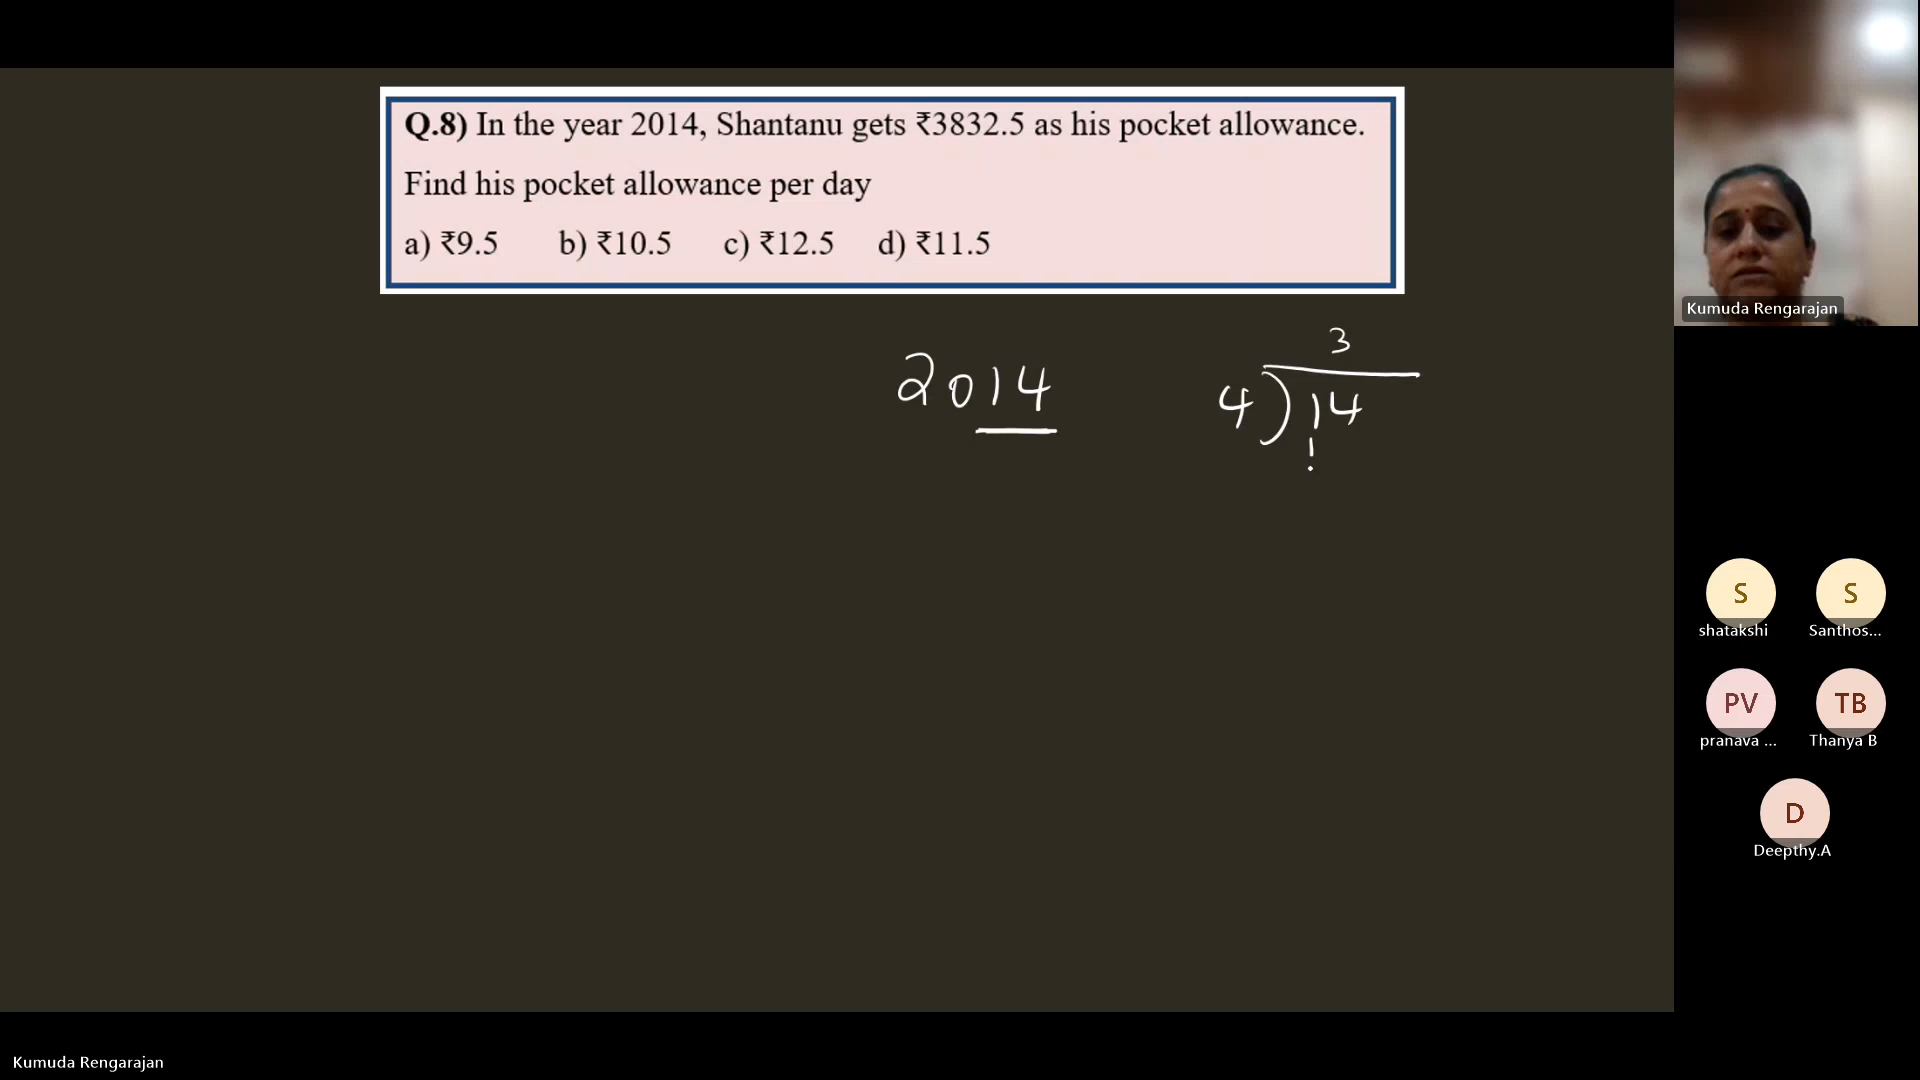 Q.8) In the year 2014, Shantanu gets ₹3832.5 as his pocket allowance.
Find his pocket allowance per day
a) ₹9.5 b) ₹10.5 c) ₹12.5 d) ₹11.5
3
2014 4) 14
1
Kumuda Rengarajan
S S
shatakshi Santhos...
PV TB
pranava ... Thanya B
D
Deepthy.A
Kumuda Rengarajan